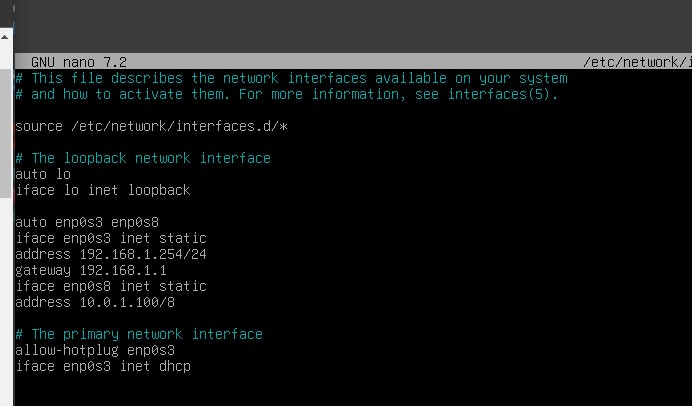 GNU nano 7.2 /etc/network/i
# This file describes the network interfaces available on your system
# and how to activate them. For more information, see interfaces(5).
source /etc/network/interfaces.d/*
# The loopback network interface
auto lo
iface lo inet loopback
auto enp0s3 enp0s8
iface enp0s3 inet static
address 192.168.1.254/24
gateway 192.168.1.1
iface enp0s8 inet static
address 10.0.1.100/8
# The primary network interface
allow-hotplug enp0s3
iface enp0s3 inet dhcp